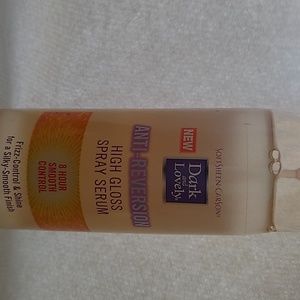 SOFTSHEEN-CARSON
NEW
Dark
and
Lovely
ANTI-REVERSION
HIGH GLOSS
SPRAY SERUM
8 HOUR
SMOOTH
CONTROL
Frizz-Control & Shine
for a Silky-Smooth Finish